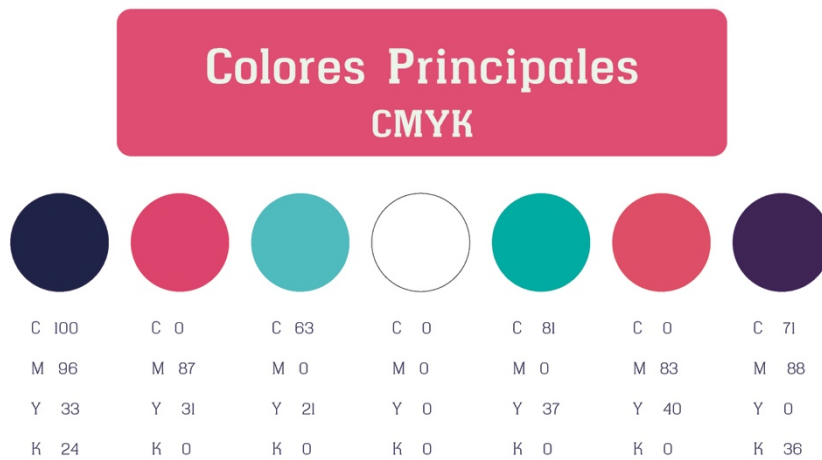 Colores Principales
CMYK
C 100 C 0 C 63 C 0 C 81 C 0 C 71
M 96 M 87 M 0 M 0 M 0 M 83 M 88
Y 33 Y 31 Y 21 Y 0 Y 37 Y 40 Y 0
K 24 K 0 K 0 K 0 K 0 K 0 K 36